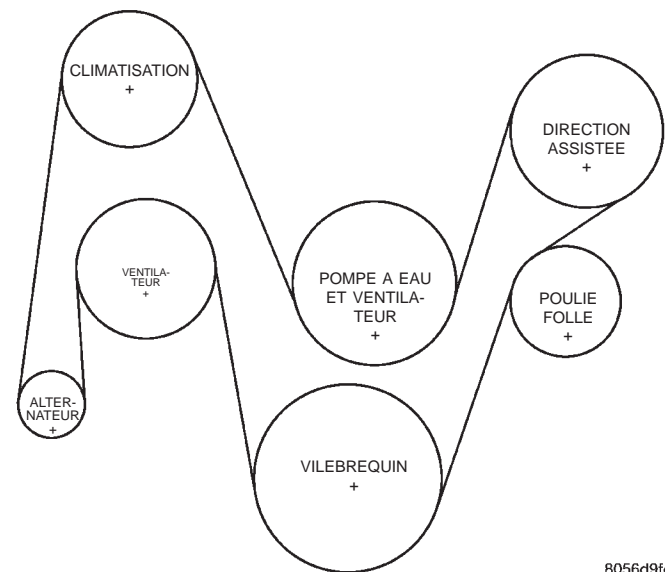 CLIMATISATION
+
DIRECTION
ASSISTEE
+
VENTILA-
TEUR
+
POMPE A EAU
ET VENTILA-
TEUR
+
POULIE
FOLLE
+
ALTER-
NATEUR
+
VILEBREQUIN
+